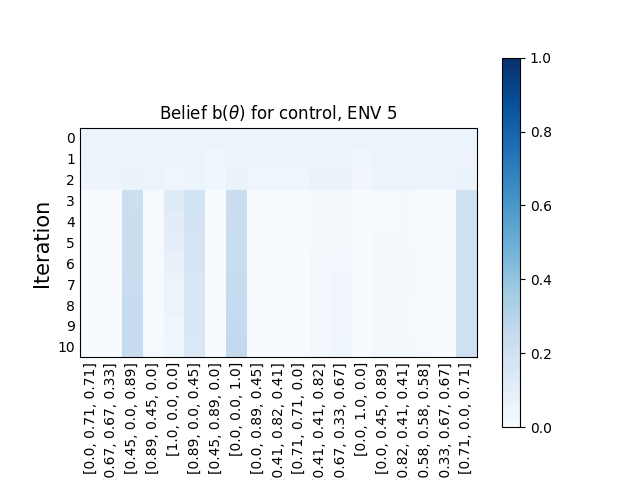 Belief b(θ) for control, ENV 5
Iteration
0
1
2
3
4
5
6
7
8
9
10
[0.0, 0.71, 0.71]
0.67, 0.67, 0.33]
[0.45, 0.0, 0.89]
[0.89, 0.45, 0.0]
[1.0, 0.0, 0.0]
[0.89, 0.0, 0.45]
[0.45, 0.89, 0.0]
[0.0, 0.0, 1.0]
[0.0, 0.89, 0.45]
0.41, 0.82, 0.41]
[0.71, 0.71, 0.0]
0.41, 0.41, 0.82]
0.67, 0.33, 0.67]
[0.0, 1.0, 0.0]
[0.0, 0.45, 0.89]
0.82, 0.41, 0.41]
0.58, 0.58, 0.58]
0.33, 0.67, 0.67]
[0.71, 0.0, 0.71]
1.0
0.8
0.6
0.4
0.2
0.0